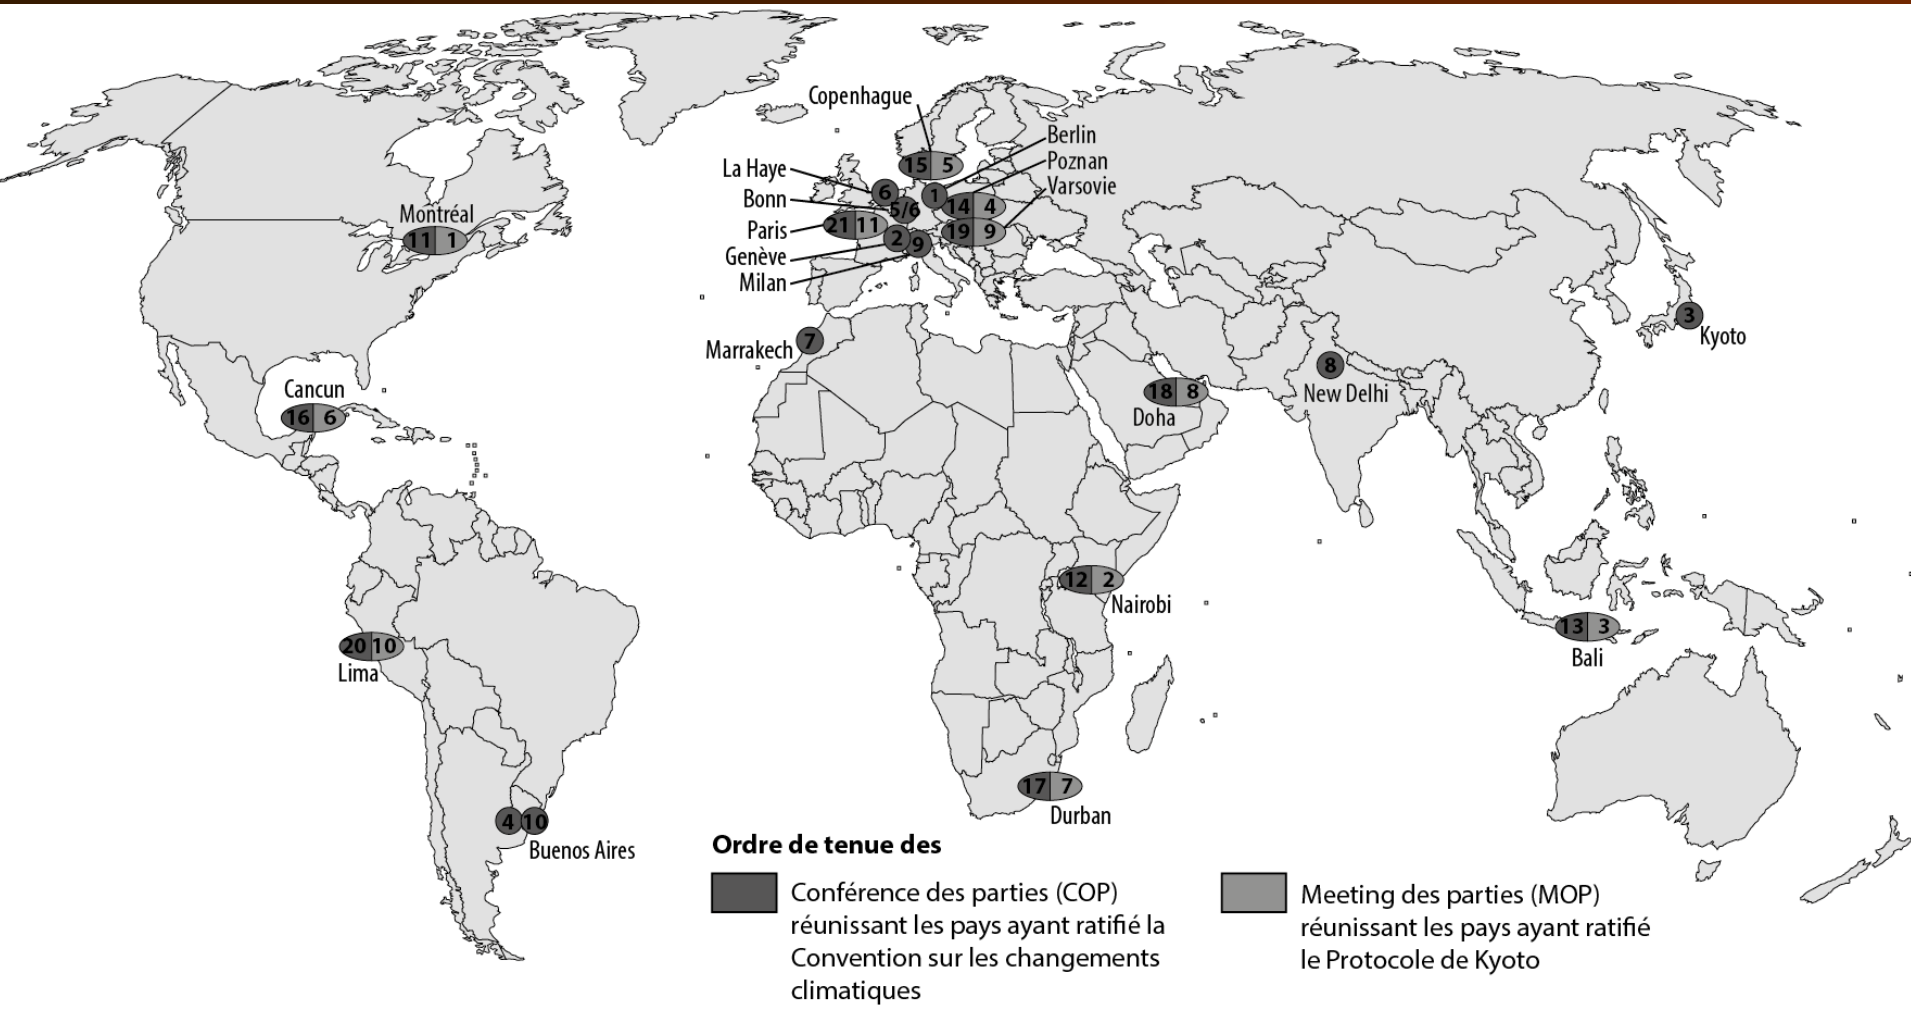 Copenhague
Berlin
15 5
La Haye
Poznan
6
1
Varsovie
Bonn
5/6
14 4
Montréal
Paris
21 11
19 9
11 1
2
9
Genève
Milan
3
Kyoto
Marrakech
7
8
New Delhi
Cancun
16 6
18 8
Doha
12 2
Nairobi
13 3
Bali
20 10
Lima
17 7
Durban
4 10
Buenos Aires
Ordre de tenue des
Conférence des parties (COP)
réunissant les pays ayant ratifié la
Convention sur les changements
climatiques
Meeting des parties (MOP)
réunissant les pays ayant ratifié
le Protocole de Kyoto